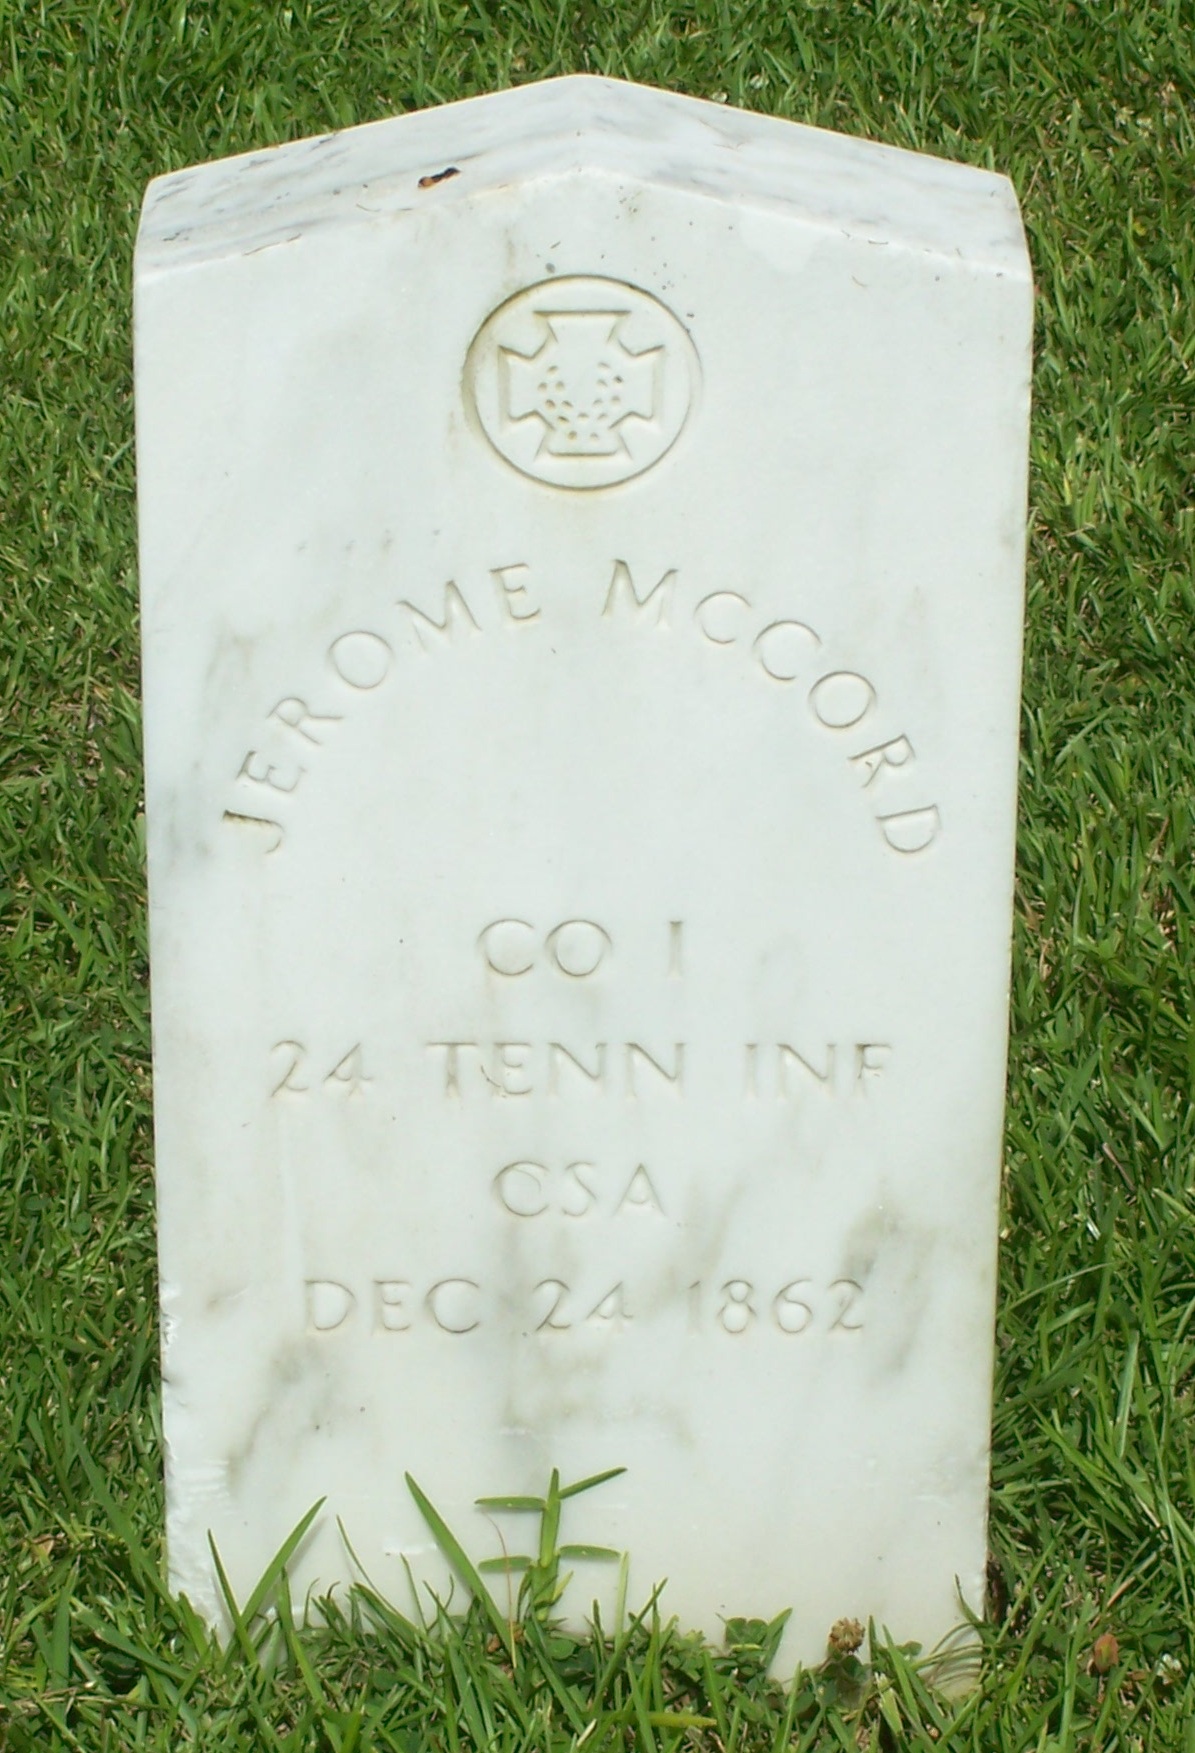 JEROME MCCORD
CO I
24 TENN INF
CSA
DEC 24 1862